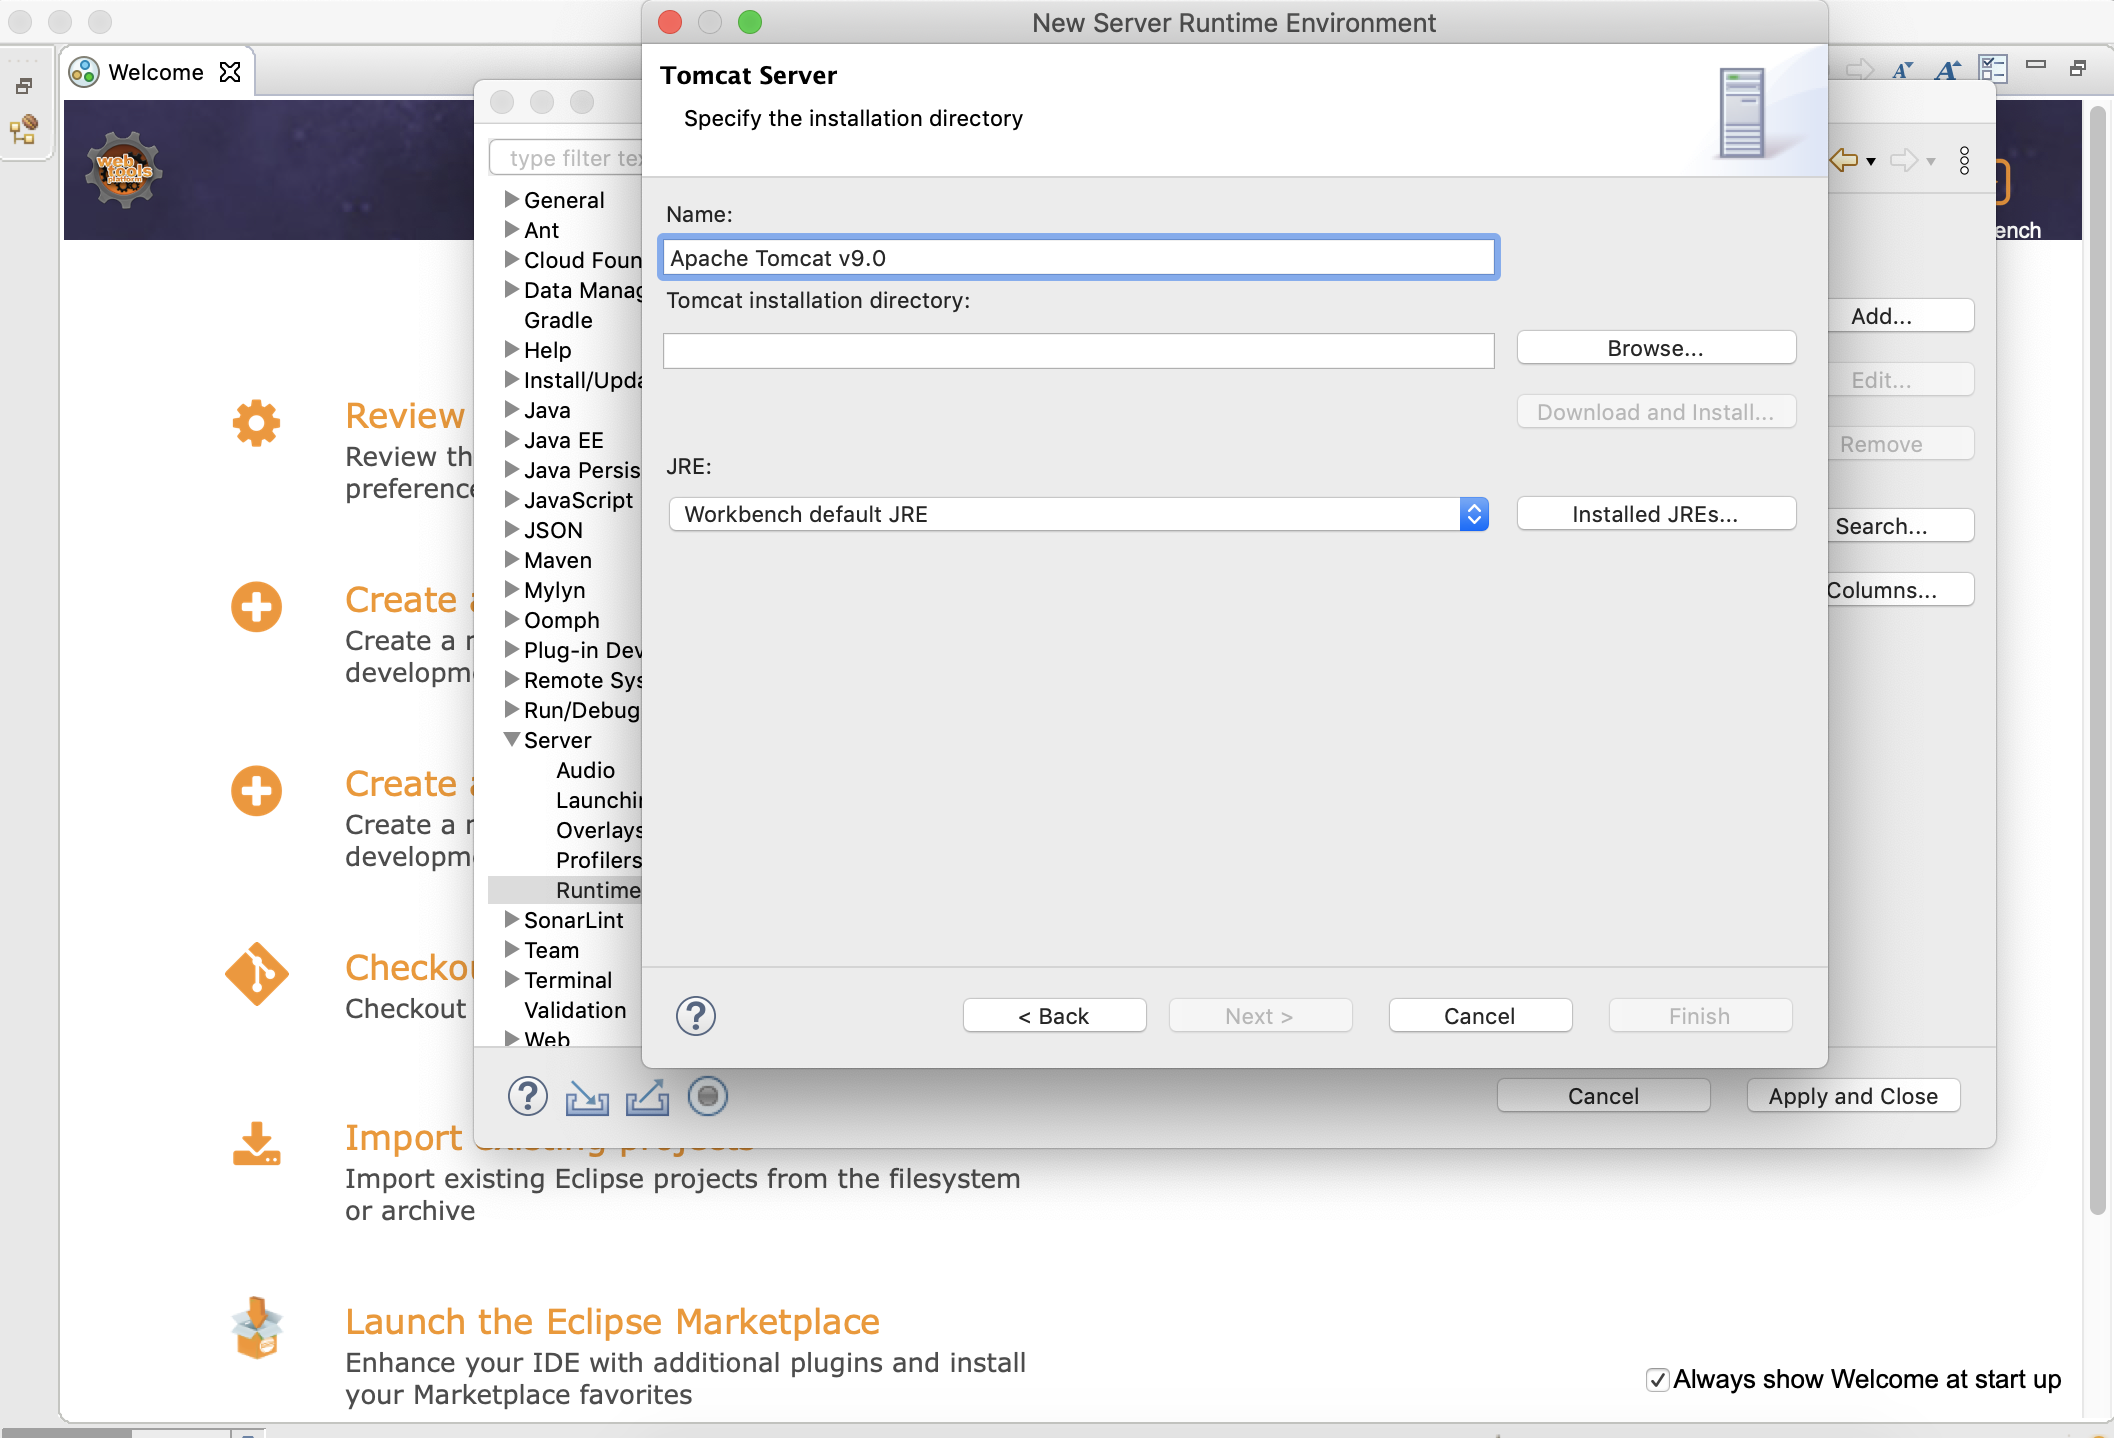 New Server Runtime Environment
Welcome
Tomcat Server
Specify the installation directory
web
tools
platform
type filter te
General
Ant
Cloud Foun
Data Manag
Gradle
Help
Install/Upda
Java
Java EE
Java Persis
JavaScript
JSON
Maven
Mylyn
Oomph
Plug-in Dev
Remote Sys
Run/Debug
Server
Audio
Launchin
Overlays
Profilers
Runtime
SonarLint
Team
Terminal
Validation
Web
Name:
Apache Tomcat v9.0
Tomcat installation directory:
Browse...
Download and Install...
JRE:
Workbench default JRE
Installed JREs...
? < Back Next > Cancel Finish
ench
Add...
Edit...
Remove
Search...
Columns...
? Cancel Apply and Close
Review
Review th
preference
Create a
Create a n
developm
Create a
Create a n
developm
Checkou
Checkout
Import existing projects
Import existing Eclipse projects from the filesystem
or archive
Launch the Eclipse Marketplace
Enhance your IDE with additional plugins and install
your Marketplace favorites
Always show Welcome at start up